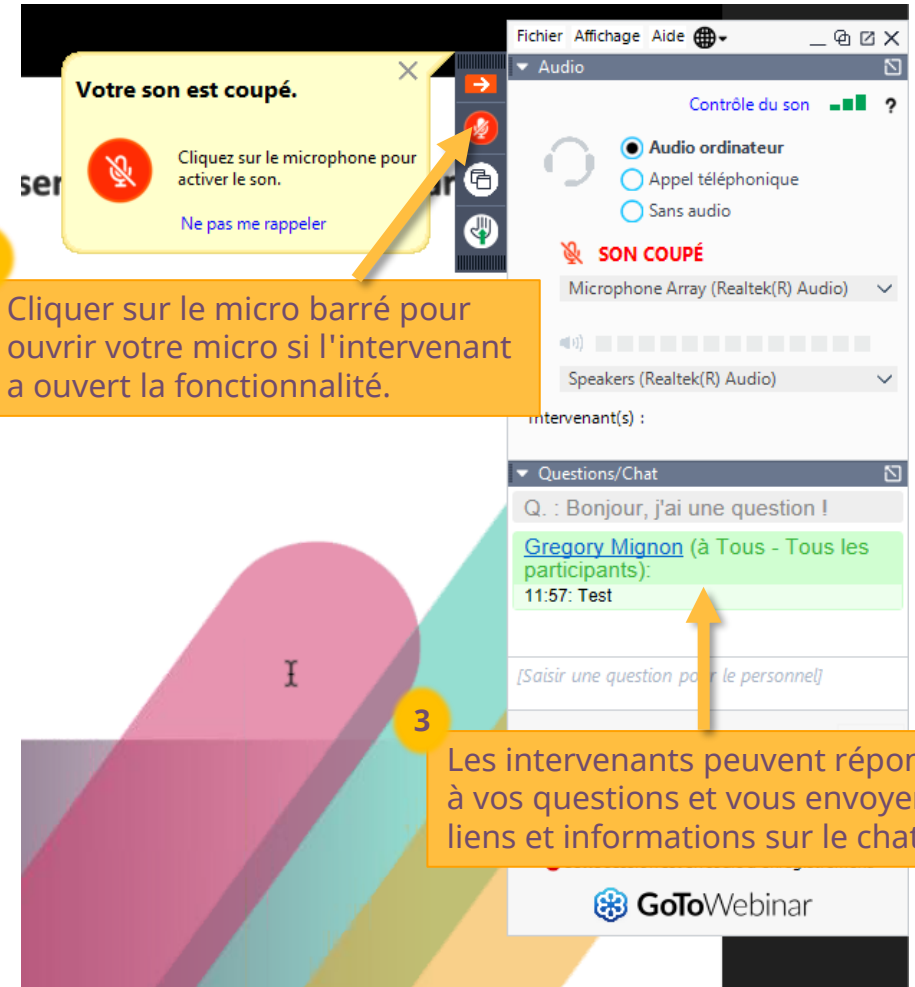 Fichier Affichage Aide
Audio
Votre son est coupé.
Contrôle du son ?
Cliquez sur le microphone pour
activer le son.
Ne pas me rappeler
Audio ordinateur
Appel téléphonique
Sans audio
SON COUPÉ
Microphone Array (Realtek(R) Audio)
Cliquer sur le micro barré pour
ouvrir votre micro si l'intervenant
a ouvert la fonctionnalité.
Speakers (Realtek(R) Audio)
Intervenant(s) :
Questions/Chat
Q. : Bonjour, j'ai une question !
Gregory Mignon (à Tous - Tous les
participants):
11:57: Test
[Saisir une question pour le personnel]
3
Les intervenants peuvent répon
à vos questions et vous envoyer
liens et informations sur le chat
GoToWebinar